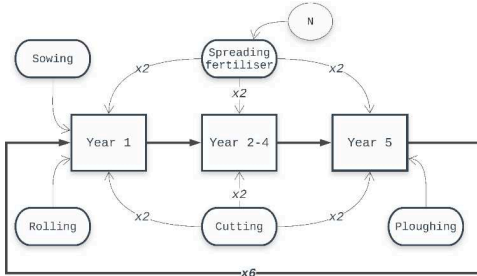 N
Sowing
Spreading
fertiliser
x2
x2
x2
Year 1
Year 2-4
Year 5
x2
x2
x2
Rolling
Cutting
Ploughing
x6